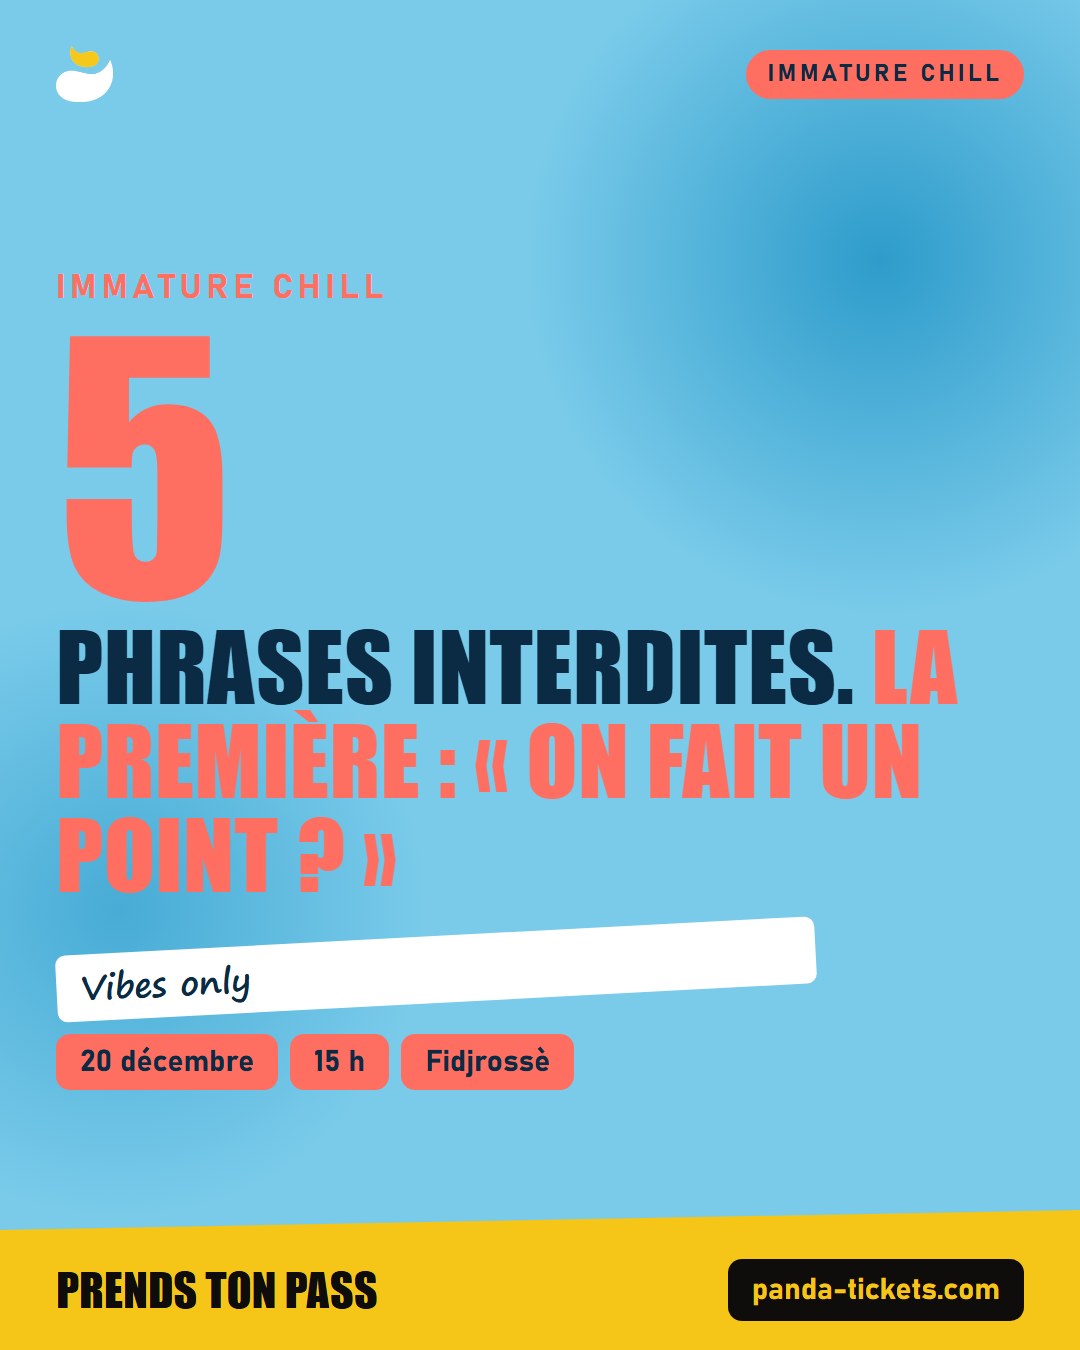 IMMATURE CHILL
IMMATURE CHILL
5
PHRASES INTERDITES. LA
PREMIÈRE : « ON FAIT UN
POINT ? »
Vibes only
20 décembre
15 h
Fidjrossè
PRENDS TON PASS
panda-tickets.com